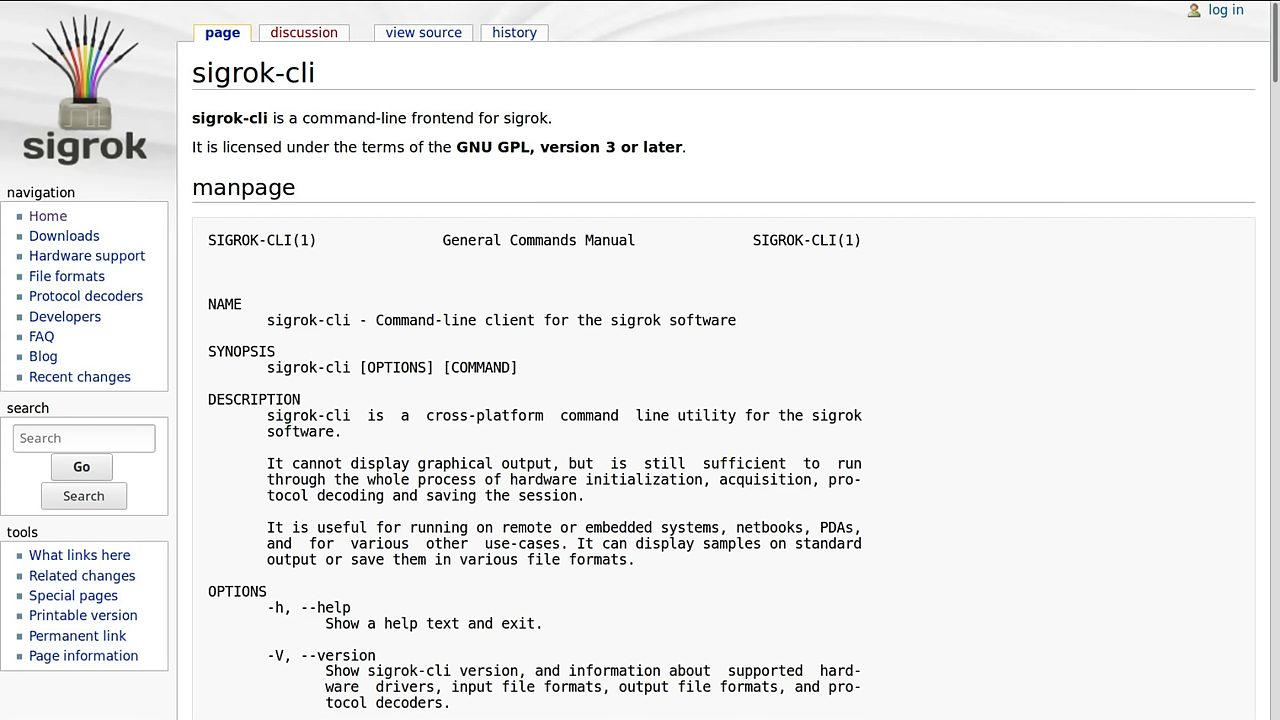 log in
page
discussion
view source
history
sigrok
sigrok-cli
sigrok-cli is a command-line frontend for sigrok.
It is licensed under the terms of the GNU GPL, version 3 or later.
manpage
navigation
Home
Downloads
Hardware support
File formats
Protocol decoders
Developers
FAQ
Blog
Recent changes
search
Search
Go
Search
tools
What links here
Related changes
Special pages
Printable version
Permanent link
Page information
SIGROK-CLI(1) General Commands Manual SIGROK-CLI(1)
NAME
sigrok-cli - Command-line client for the sigrok software
SYNOPSIS
sigrok-cli [OPTIONS] [COMMAND]
DESCRIPTION
sigrok-cli is a cross-platform command line utility for the sigrok
software.
It cannot display graphical output, but is still sufficient to run
through the whole process of hardware initialization, acquisition, pro-
tocol decoding and saving the session.
It is useful for running on remote or embedded systems, netbooks, PDAs,
and for various other use-cases. It can display samples on standard
output or save them in various file formats.
OPTIONS
-h, --help
Show a help text and exit.
-V, --version
Show sigrok-cli version, and information about supported hard-
ware drivers, input file formats, output file formats, and pro-
tocol decoders.